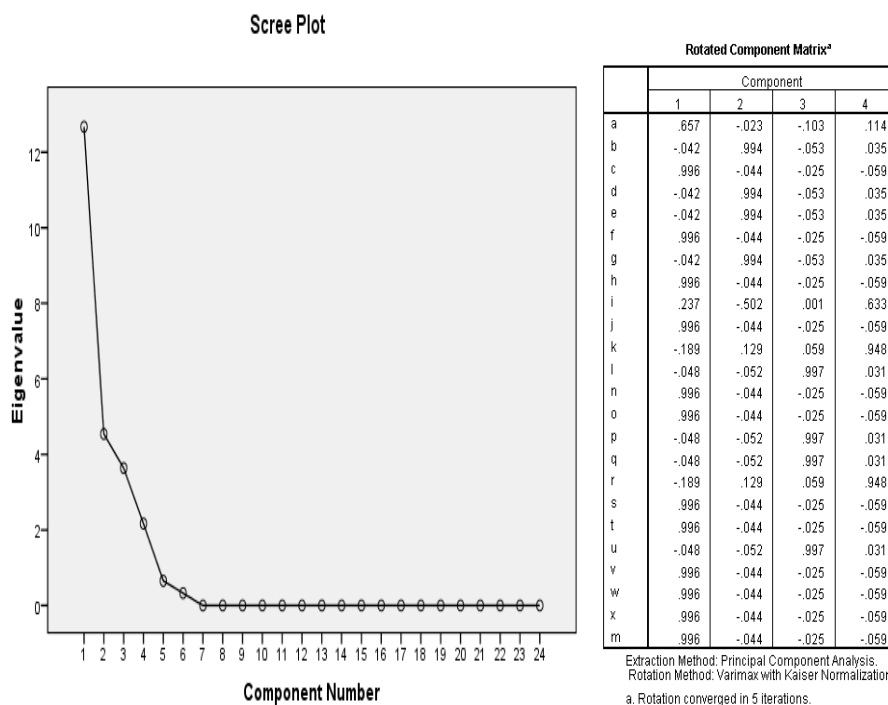 Scree Plot
Eigenvalue
12
10
8
6
4
2
0
1 2 3 4 5 6 7 8 9 10 11 12 13 14 15 16 17 18 19 20 21 22 23 24
Component Number
Rotated Component Matrixª
Component
1 2 3 4
a .657 -.023 -.103 .114
b -.042 .994 -.053 .035
c .996 -.044 -.025 -.059
d -.042 .994 -.053 .035
e -.042 .994 -.053 .035
f .996 -.044 -.025 -.059
g -.042 .994 -.053 .035
h .996 -.044 -.025 -.059
i .237 -.502 .001 .633
j .996 -.044 -.025 -.059
k -.189 .129 .059 .948
l -.048 -.052 .997 .031
n .996 -.044 -.025 -.059
o .996 -.044 -.025 -.059
p -.048 -.052 .997 .031
q -.048 -.052 .997 .031
r -.189 .129 .059 .948
s .996 -.044 -.025 -.059
t .996 -.044 -.025 -.059
u -.048 -.052 .997 .031
v .996 -.044 -.025 -.059
w .996 -.044 -.025 -.059
x .996 -.044 -.025 -.059
m .996 -.044 -.025 -.059
Extraction Method: Principal Component Analysis.
Rotation Method: Varimax with Kaiser Normalization
a. Rotation converged in 5 iterations.